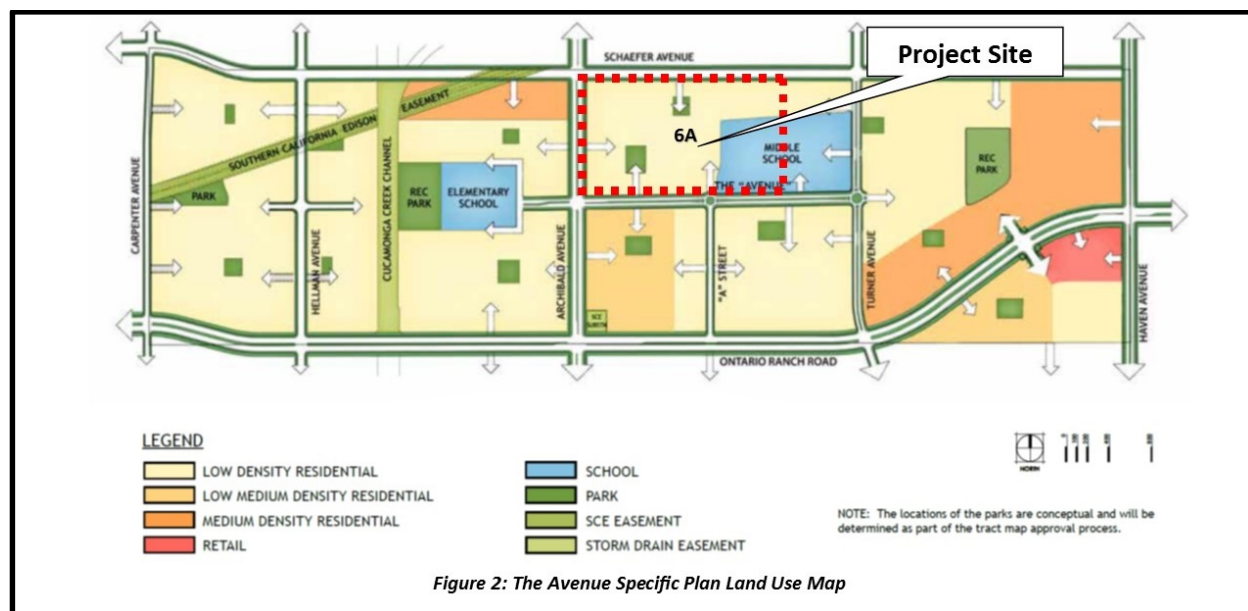 SCHAEFER AVENUE
Project Site
SOUTHERN CALIFORNIA EDISON EASEMENT
6A
MIDDLE
SCHOOL
REC
PARK
PARK
REC
PARK
ELEMENTARY
SCHOOL
THE "AVENUE"
CARPENTER AVENUE
HELLMAN AVENUE
CUCAMONGA CREEK CHANNEL
ARCHIBALD AVENUE
"A" STREET
TURNER AVENUE
HAVEN AVENUE
SCE
ONTARIO RANCH ROAD
LEGEND
LOW DENSITY RESIDENTIAL
LOW MEDIUM DENSITY RESIDENTIAL
MEDIUM DENSITY RESIDENTIAL
RETAIL
SCHOOL
PARK
SCE EASEMENT
STORM DRAIN EASEMENT
NORTH
NOTE: The locations of the parks are conceptual and will be
determined as part of the tract map approval process.
Figure 2: The Avenue Specific Plan Land Use Map